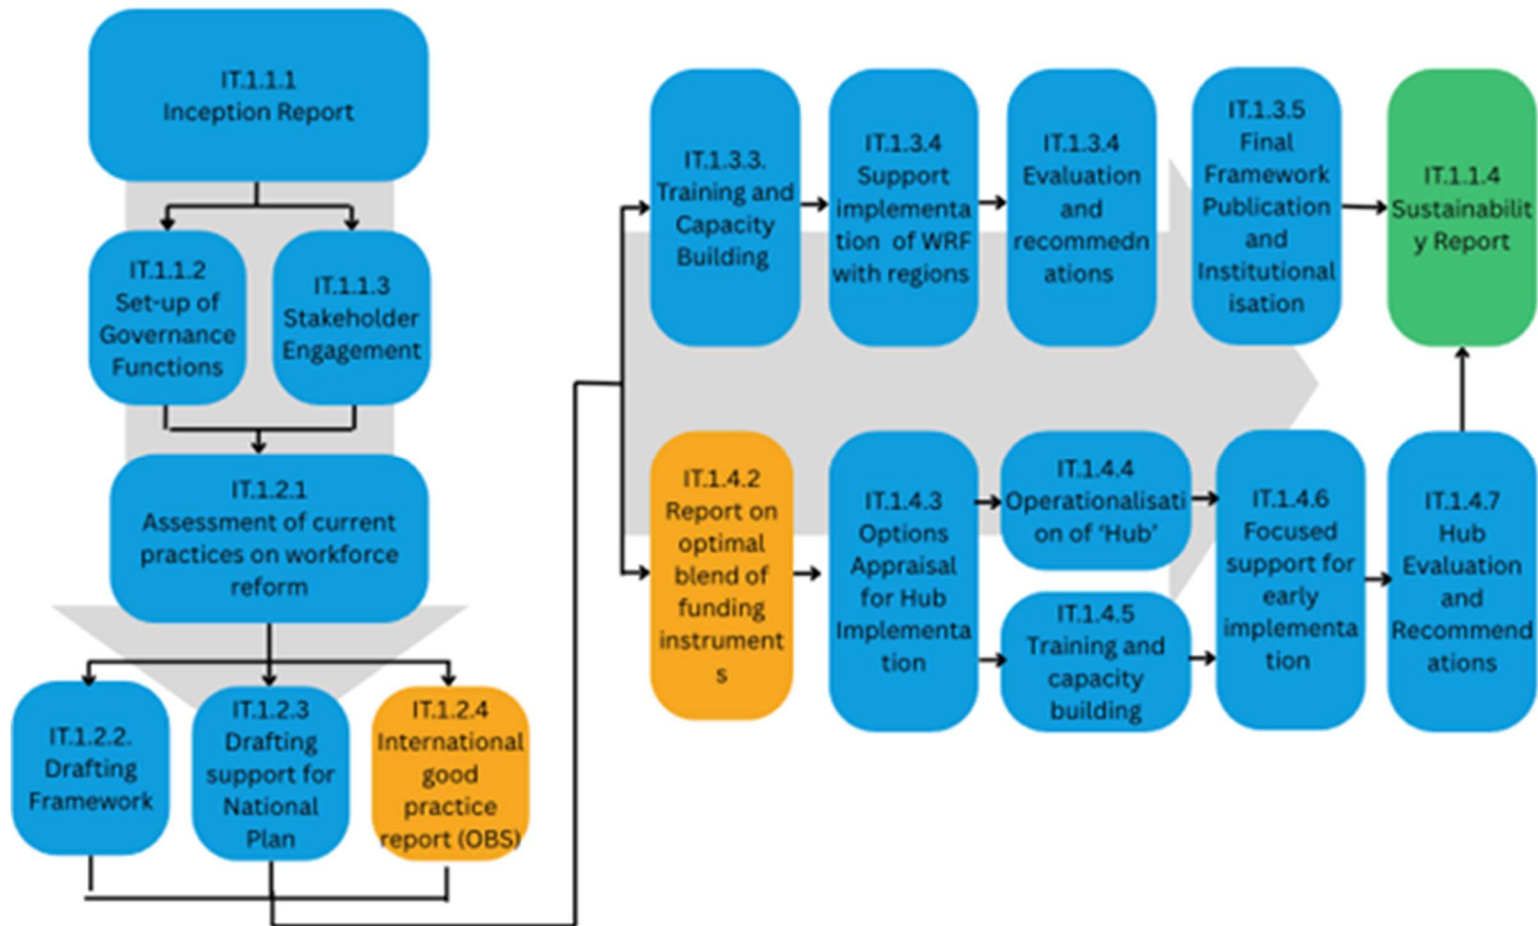 IT.1.1.1
Inception Report
IT.1.1.2
Set-up of
Governance
Functions
IT.1.1.3
Stakeholder
Engagement
IT.1.2.1
Assessment of current
practices on workforce
reform
IT.1.2.2.
Drafting
Framework
IT.1.2.3
Drafting
support for
National
Plan
IT.1.2.4
International
good
practice
report (OBS)
IT.1.3.3.
Training and
Capacity
Building
IT.1.3.4
Support
implementa
tion of WRF
with regions
IT.1.3.4
Evaluation
and
recommedn
ations
IT.1.3.5
Final
Framework
Publication
and
Institutional
isation
IT.1.1.4
Sustainabilit
y Report
IT.1.4.2
Report on
optimal
blend of
funding
instrument
s
IT.1.4.3
Options
Appraisal
for Hub
Implementa
tion
IT.1.4.4
Operationalisati
on of ‘Hub’
IT.1.4.5
Training and
capacity
building
IT.1.4.6
Focused
support for
early
implementa
tion
IT.1.4.7
Hub
Evaluation
and
Recommend
ations